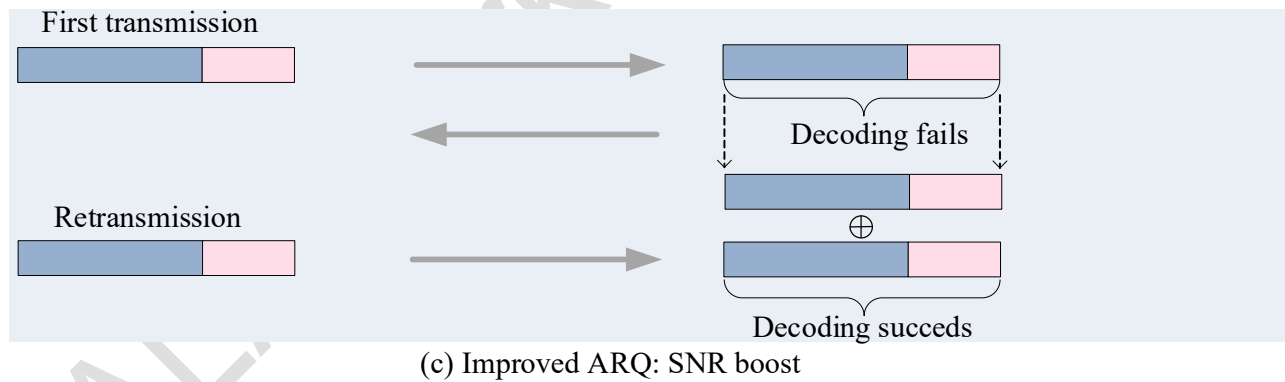 First transmission
Decoding fails
Retransmission
⊕
Decoding succeds
(c) Improved ARQ: SNR boost